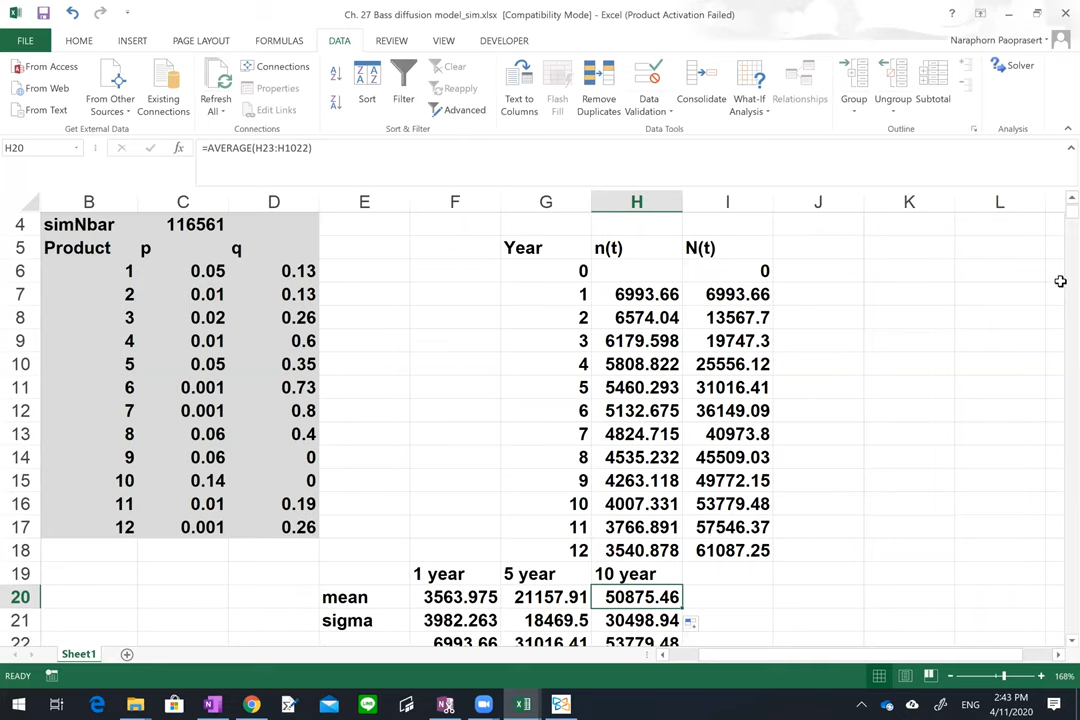 Ch. 27 Bass diffusion model_sim.xlsx [Compatibility Mode] - Excel (Product Activation Failed)
FILE HOME INSERT PAGE LAYOUT FORMULAS DATA REVIEW VIEW DEVELOPER Naraphorn Paoprasert
From Access
From Web
From Text
From Other Sources
Existing Connections
Get External Data
Refresh All
Connections
Properties
Edit Links
Connections
Sort
Filter
Clear
Reapply
Advanced
Sort & Filter
Text to Columns
Flash Fill
Remove Duplicates
Data Validation
Consolidate
What-If Analysis
Relationships
Data Tools
Group
Ungroup
Subtotal
Outline
Solver
Analysis
H20 fx =AVERAGE(H23:H1022)
B C D E F G H I J K L
4 simNbar 116561
5 Product p q Year n(t) N(t)
6 1 0.05 0.13 0 0
7 2 0.01 0.13 1 6993.66 6993.66
8 3 0.02 0.26 2 6574.04 13567.7
9 4 0.01 0.6 3 6179.598 19747.3
10 5 0.05 0.35 4 5808.822 25556.12
11 6 0.001 0.73 5 5460.293 31016.41
12 7 0.001 0.8 6 5132.675 36149.09
13 8 0.06 0.4 7 4824.715 40973.8
14 9 0.06 0 8 4535.232 45509.03
15 10 0.14 0 9 4263.118 49772.15
16 11 0.01 0.19 10 4007.331 53779.48
17 12 0.001 0.26 11 3766.891 57546.37
18 12 3540.878 61087.25
19 1 year 5 year 10 year
20 mean 3563.975 21157.91 50875.46
21 sigma 3982.263 18469.5 30498.94
22 6993.66 31016.41 53779.48
Sheet1
READY 168%
ENG 2:43 PM
4/11/2020